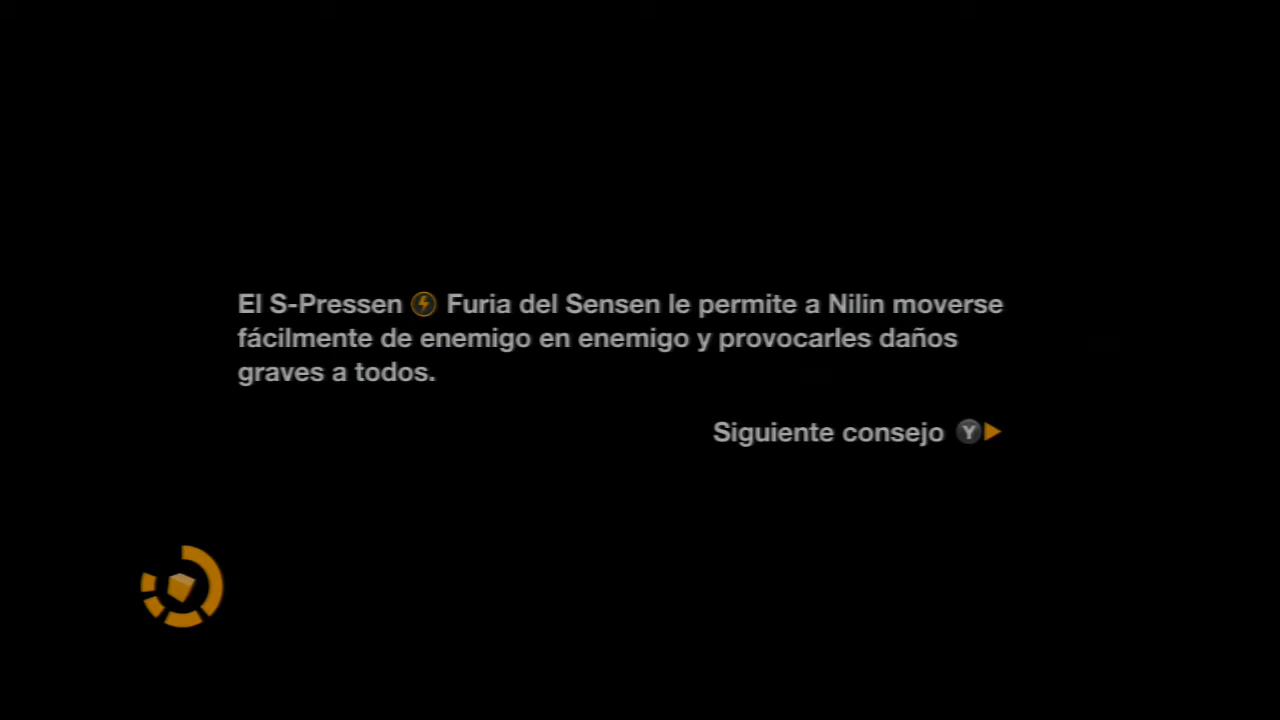 El S-Pressen Furia del Sensen le permite a Nilin moverse
fácilmente de enemigo en enemigo y provocarles daños
graves a todos.
Siguiente consejo Y